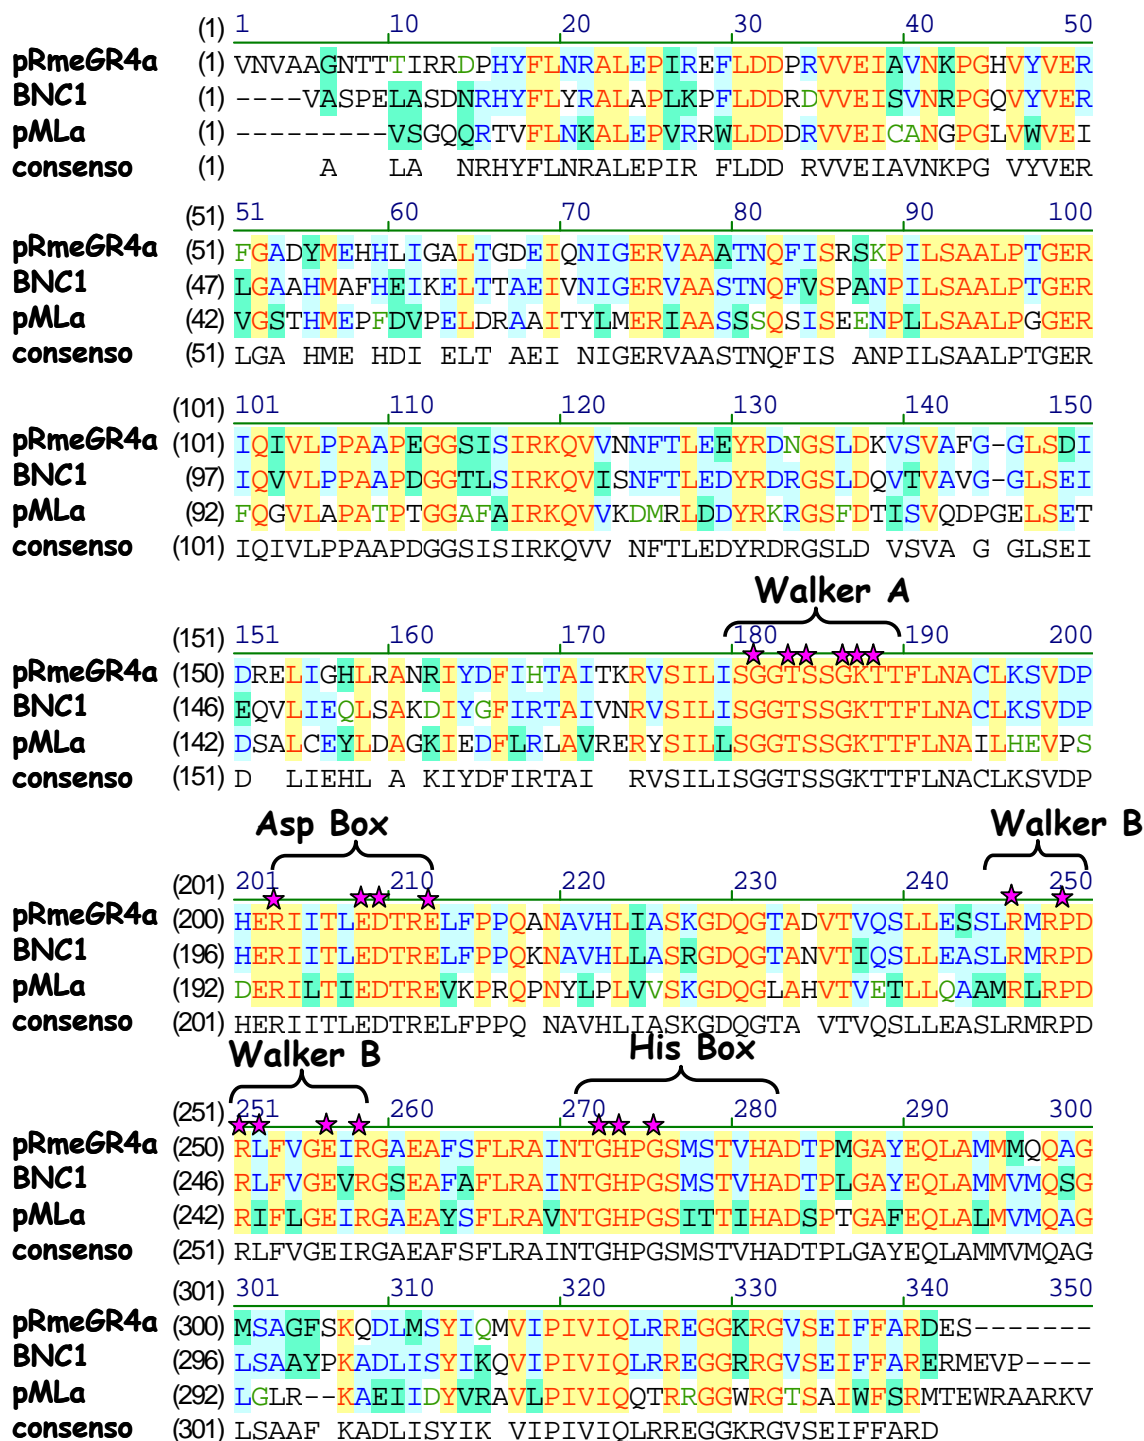 (1) 1 10 20 30 40 50
pRmeGR4a (1) VNVAAGNTTTIRRDPHYFLNRALEPIREFLDDPRVVEIAVNKPGHVYVER
BNC1 (1) ----VASPELASDNRHYFLYRALAPLKPFLDDRDVVEISVNRPGQVYVER
pMLa (1) ---------VSGQQRTVFLNKALEPVRRWLDDDRVVEICANGPGLVWVEI
consenso (1) A LA NRHYFLNRALEPIR FLDD RVVEIAVNKPG VYVER
(51) 51 60 70 80 90 100
pRmeGR4a (51) FGADYMEHHLIGALTGDEIQNIGERVAAATNQFISRSKPILSAALPTGER
BNC1 (47) LGAAHMAFHEIKELTTAEIVNIGERVAASTNQFVSPANPILSAALPTGER
pMLa (42) VGSTHMEPFDVPELDRAAITYLMERIAASSSQSISEENPLLSAALPGGER
consenso (51) LGA HME HDI ELT AEI NIGERVAASTNQFIS ANPILSAALPTGER
(101) 101 110 120 130 140 150
pRmeGR4a (101) IQIVLPPAAPEGGSISIRKQVVNNFTLEEYRDNGSLDKVSVAFG-GLSDI
BNC1 (97) IQVVLPPAAPDGGTLSIRKQVISNFTLEDYRDRGSLDQVTVAVG-GLSEI
pMLa (92) FQGVLAPATPTGGAFAIRKQVVKDMRLDDYRKRGSFDTISVQDPGELSET
consenso (101) IQIVLPPAAPDGGSISIRKQVV NFTLEDYRDRGSLD VSVA G GLSEI
Walker A
(151) 151 160 170 180 190 200
pRmeGR4a (150) DRELIGHLRANRIYDFIHTAITKRVSILISGGTSSGKTTFLNACLKSVDP
BNC1 (146) EQVLIEQLSAKDIYGFIRTAIVNRVSILISGGTSSGKTTFLNACLKSVDP
pMLa (142) DSALCEYLDAGKIEDFLRLAVRERYSILLSGGTSSGKTTFLNAILHEVPS
consenso (151) D LIEHL A KIYDFIRTAI RVSILISGGTSSGKTTFLNACLKSVDP
Asp Box Walker B
(201) 201 210 220 230 240 250
pRmeGR4a (200) HERIITLEDTRELFPPQANAVHLIASKGDQGTADVTVQSLLESSLRMRPD
BNC1 (196) HERIITLEDTRELFPPQKNAVHLLASRGDQGTANVTIQSLLEASLRMRPD
pMLa (192) DERILTIEDTREVKPRQPNYLPLVVSKGDQGLAHVTVETLLQAAMRLRPD
consenso (201) HERIITLEDTRELFPPQ NAVHLIASKGDQGTA VTVQSLLEASLRMRPD
Walker B His Box
(251) 251 260 270 280 290 300
pRmeGR4a (250) RLFVGEIRGAEAFSFLRAINTGHPGSMSTVHADTPMGAYEQLAMMMQQAG
BNC1 (246) RLFVGEVRGSEAFAFLRAINTGHPGSMSTVHADTPLGAYEQLAMMVMQSG
pMLa (242) RIFLGEIRGAEAYSFLRAVNTGHPGSITTIHADSPTGAFEQLALMVMQAG
consenso (251) RLFVGEIRGAEAFSFLRAINTGHPGSMSTVHADTPLGAYEQLAMMVMQAG
(301) 301 310 320 330 340 350
pRmeGR4a (300) MSAGFSKQDLMSYIQMVIPIVIQLRREGGKRGVSEIFFARDES-------
BNC1 (296) LSAAYPKADLISYIKQVIPIVIQLRREGGRRGVSEIFFARERMEVP----
pMLa (292) LGLR--KAEIIDYVRAVLPIVIQQTRRGGWRGTSAIWFSRMTEWRAARKV
consenso (301) LSAAF KADLISYIK VIPIVIQLRREGGKRGVSEIFFARD